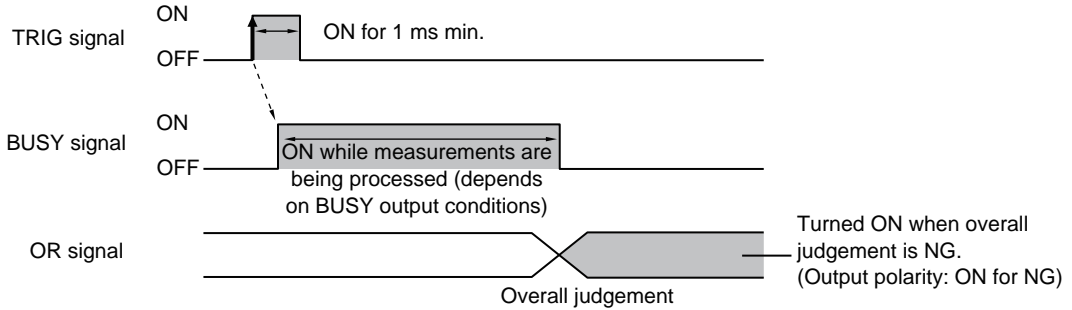 ON
TRIG signal
ON for 1 ms min.
OFF
ON
BUSY signal
OFF
ON while measurements are
being processed (depends
on BUSY output conditions)
OR signal
Turned ON when overall
judgement is NG.
(Output polarity: ON for NG)
Overall judgement